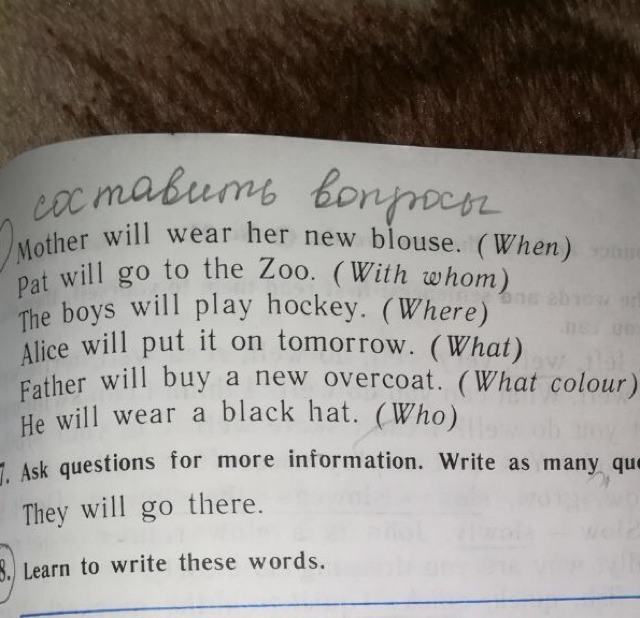 составить вопросы
Mother will wear her new blouse. (When)
Pat will go to the Zoo. (With whom)
The boys will play hockey. (Where)
Alice will put it on tomorrow. (What)
Father will buy a new overcoat. (What colour)
He will wear a black hat. (Who)
7. Ask questions for more information. Write as many que
They will go there.
8. Learn to write these words.